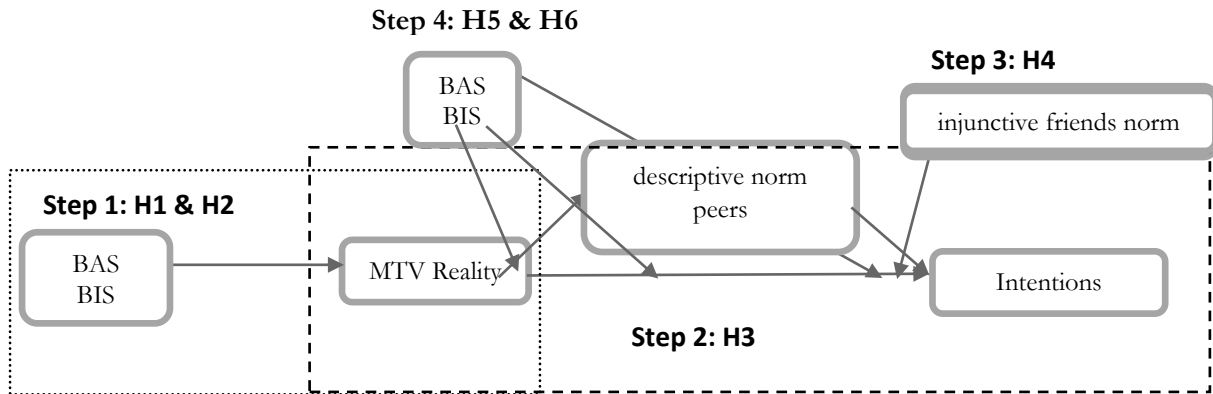 Step 4: H5 & H6
Step 3: H4
BAS
BIS
injunctive friends norm
descriptive norm
peers
Step 1: H1 & H2
BAS
BIS
MTV Reality
Intentions
Step 2: H3